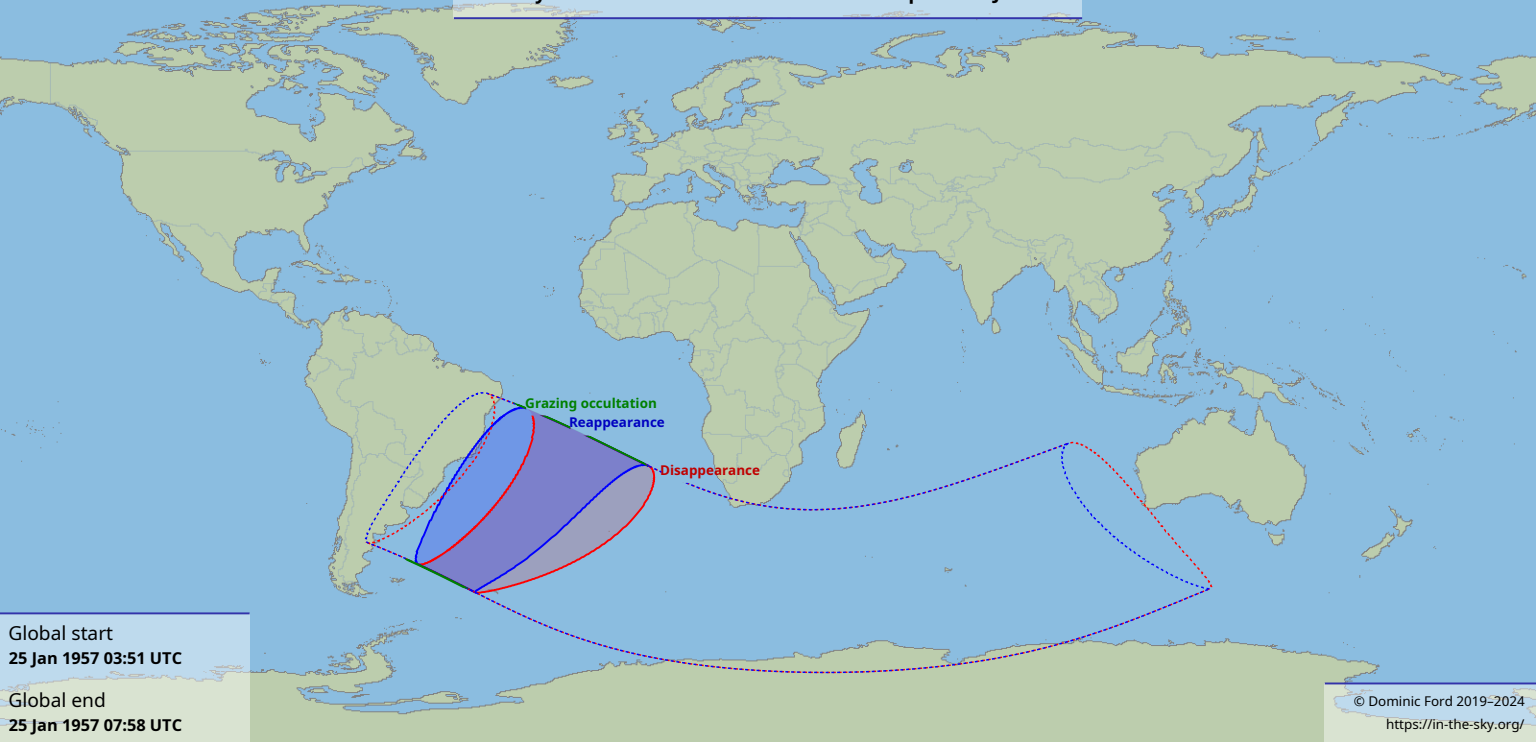 Grazing occultation
Reappearance
Disappearance
Global start
25 Jan 1957 03:51 UTC
Global end
25 Jan 1957 07:58 UTC
© Dominic Ford 2019–2024
https://in-the-sky.org/